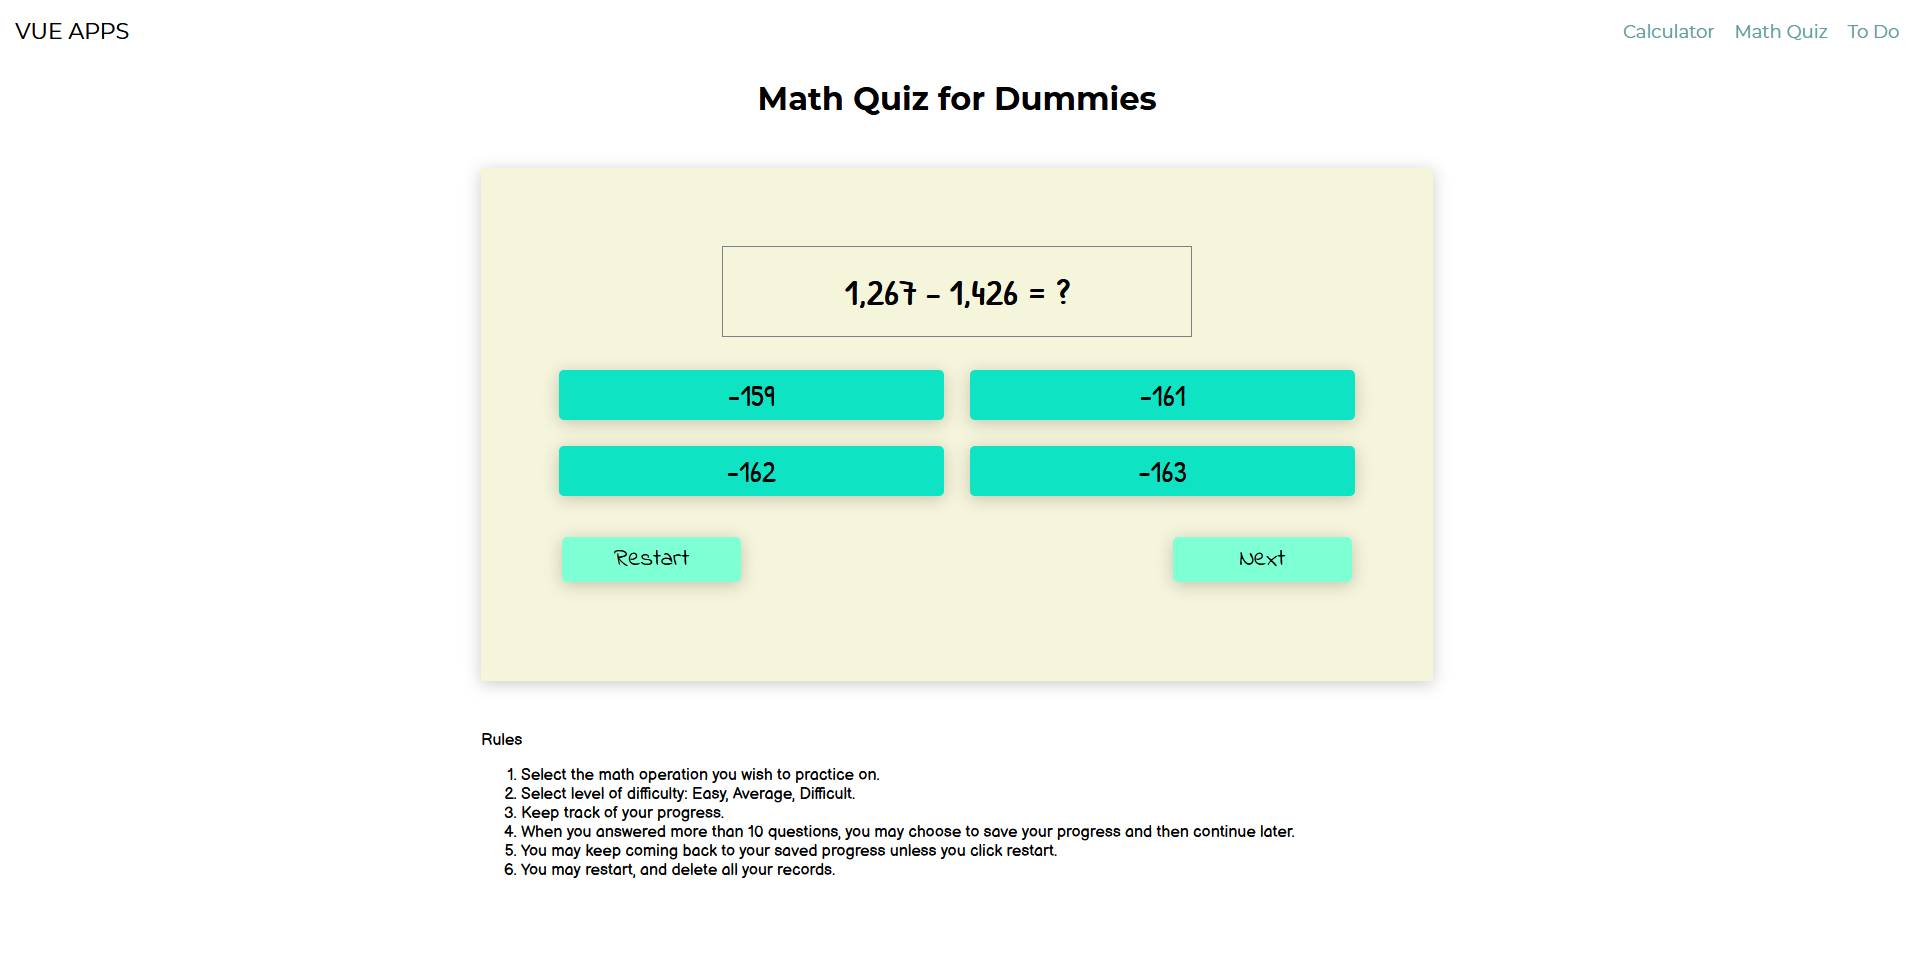 VUE APPS
Calculator Math Quiz To Do
Math Quiz for Dummies
1,267 - 1,426 = ?
-159
-161
-162
-163
Restart
Next
Rules
1. Select the math operation you wish to practice on.
2. Select level of difficulty: Easy, Average, Difficult.
3. Keep track of your progress.
4. When you answered more than 10 questions, you may choose to save your progress and then continue later.
5. You may keep coming back to your saved progress unless you click restart.
6. You may restart, and delete all your records.